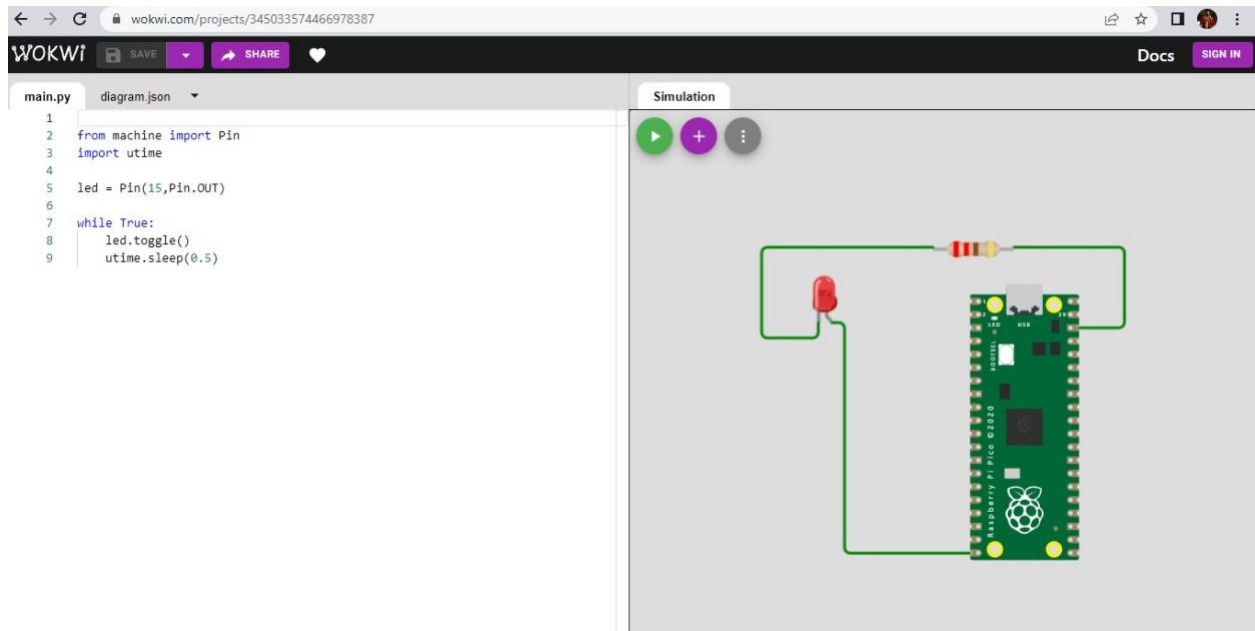 wokwi.com/projects/345033574466978387
WOKWi SAVE SHARE Docs SIGN IN
main.py diagram.json Simulation
1
2 from machine import Pin
3 import utime
4
5 led = Pin(15,Pin.OUT)
6
7 while True:
8 led.toggle()
9 utime.sleep(0.5)
LED USB
BOOTSEL
Raspberry Pi Pico ©2020